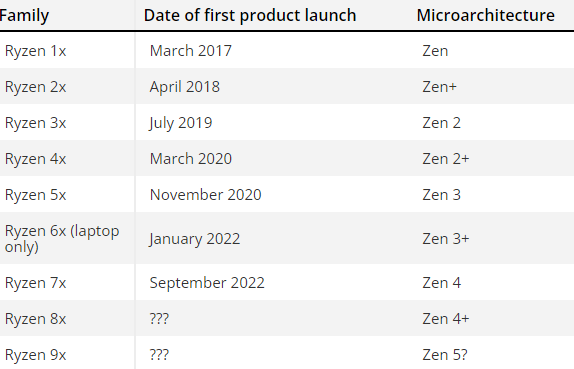 Family Date of first product launch Microarchitecture
Ryzen 1x March 2017 Zen
Ryzen 2x April 2018 Zen+
Ryzen 3x July 2019 Zen 2
Ryzen 4x March 2020 Zen 2+
Ryzen 5x November 2020 Zen 3
Ryzen 6x (laptop
only) January 2022 Zen 3+
Ryzen 7x September 2022 Zen 4
Ryzen 8x ??? Zen 4+
Ryzen 9x ??? Zen 5?